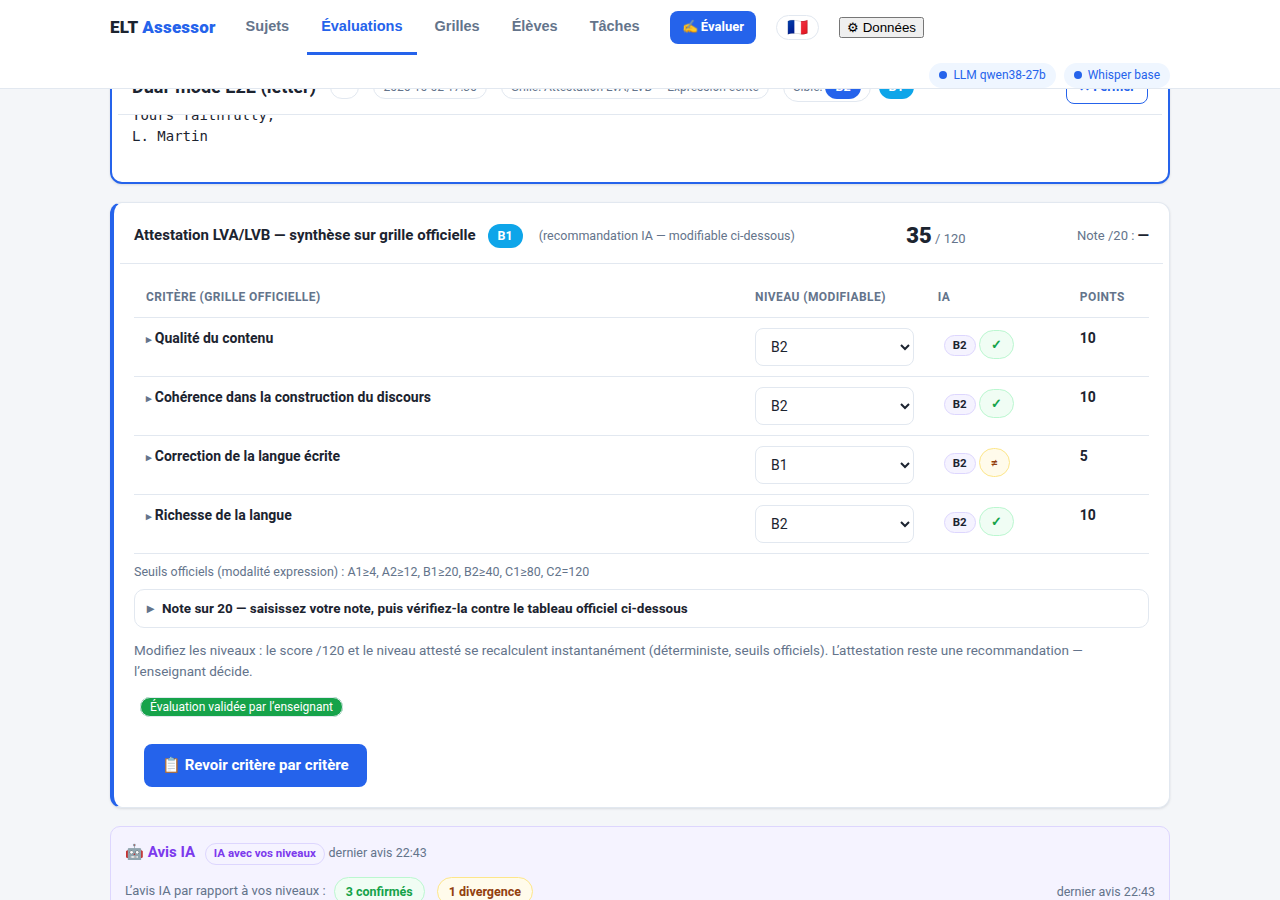 ELT Assessor
Sujets
Évaluations
Grilles
Élèves
Tâches
✍️ Évaluer
⚙ Données
LLM qwen38-27b
Whisper base
Yours faithfully,
L. Martin
Attestation LVA/LVB — synthèse sur grille officielle
B1
(recommandation IA — modifiable ci-dessous)
35 / 120
Note /20 : —
CRITÈRE (GRILLE OFFICIELLE)
NIVEAU (MODIFIABLE)
IA
POINTS
▸ Qualité du contenu
B2
B2 ✓
10
▸ Cohérence dans la construction du discours
B2
B2 ✓
10
▸ Correction de la langue écrite
B1
B2 ≠
5
▸ Richesse de la langue
B2
B2 ✓
10
Seuils officiels (modalité expression) : A1≥4, A2≥12, B1≥20, B2≥40, C1≥80, C2=120
▸ Note sur 20 — saisissez votre note, puis vérifiez-la contre le tableau officiel ci-dessous
Modifiez les niveaux : le score /120 et le niveau attesté se recalculent instantanément (déterministe, seuils officiels). L'attestation reste une recommandation —
l'enseignant décide.
Évaluation validée par l'enseignant
📋 Revoir critère par critère
🤖 Avis IA
IA avec vos niveaux
dernier avis 22:43
L'avis IA par rapport à vos niveaux :
3 confirmés
1 divergence
dernier avis 22:43